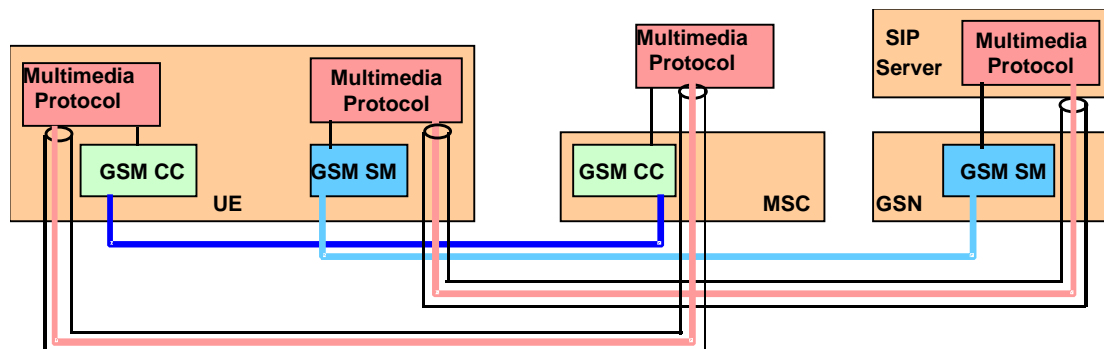 Multimedia
Protocol
Multimedia
Protocol
Multimedia
Protocol
SIP
Server
Multimedia
Protocol
GSM CC
GSM SM
GSM CC
GSM SM
UE
MSC
GSN